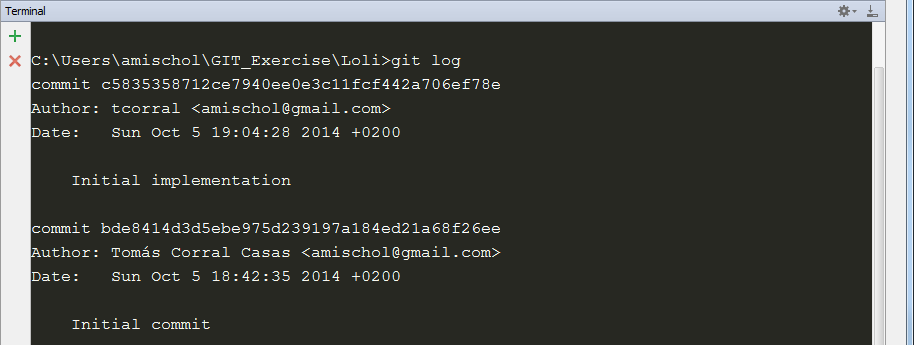 Terminal
C:\Users\amischol\GIT_Exercise\Loli>git log
commit c5835358712ce7940ee0e3c11fcf442a706ef78e
Author: tcorral <amischol@gmail.com>
Date:   Sun Oct 5 19:04:28 2014 +0200
Initial implementation
commit bde8414d3d5ebe975d239197a184ed21a68f26ee
Author: Tomás Corral Casas <amischol@gmail.com>
Date:   Sun Oct 5 18:42:35 2014 +0200
Initial commit